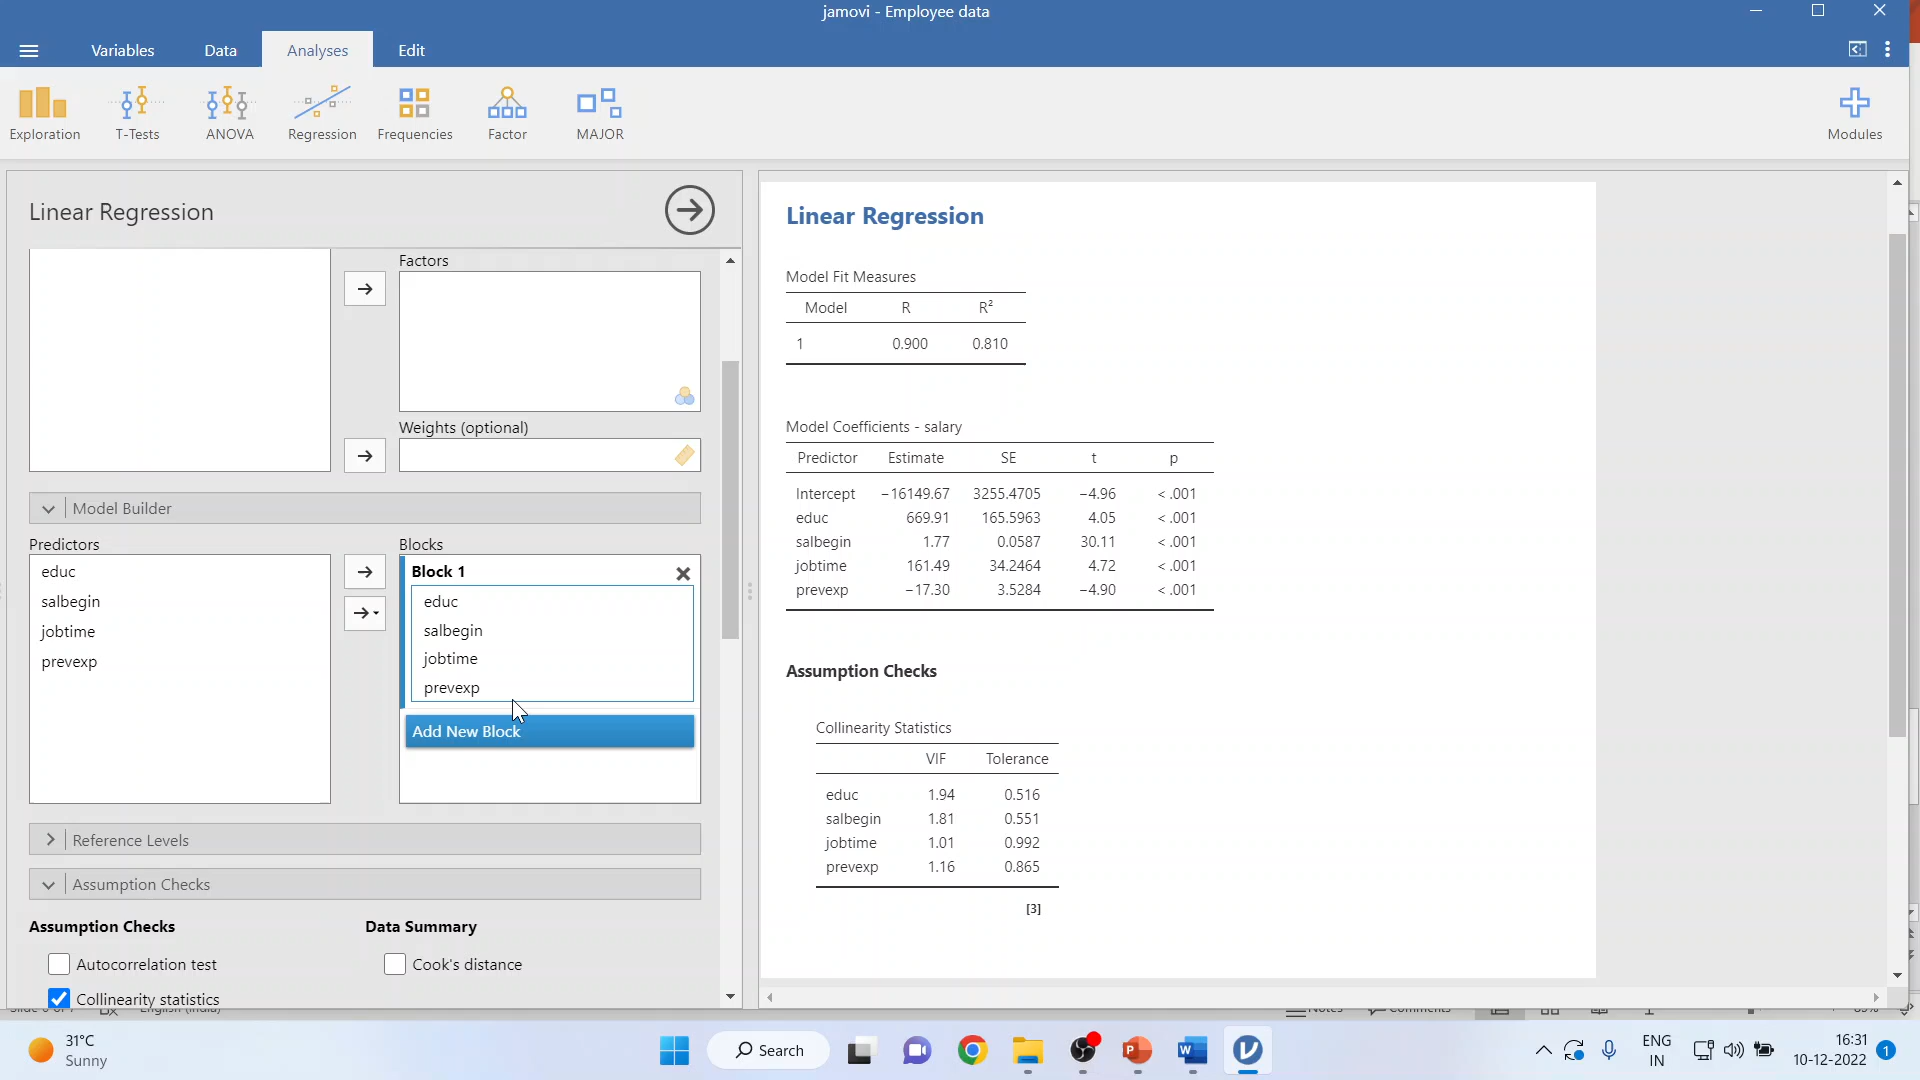 jamovi - Employee data
Variables
Data
Analyses
Edit
Exploration
T-Tests
ANOVA
Regression
Frequencies
Factor
MAJOR
Modules
Linear Regression
Factors
Weights (optional)
Model Builder
Predictors
educ
salbegin
jobtime
prevexp
Blocks
Block 1
educ
salbegin
jobtime
prevexp
Add New Block
Reference Levels
Assumption Checks
Assumption Checks
Data Summary
Autocorrelation test
Cook's distance
Collinearity statistics
Linear Regression
Model Fit Measures
Model R R²
1 0.900 0.810
Model Coefficients - salary
Predictor Estimate SE t p
Intercept −16149.67 3255.4705 −4.96 < .001
educ 669.91 165.5963 4.05 < .001
salbegin 1.77 0.0587 30.11 < .001
jobtime 161.49 34.2464 4.72 < .001
prevexp −17.30 3.5284 −4.90 < .001
Assumption Checks
Collinearity Statistics
VIF Tolerance
educ 1.94 0.516
salbegin 1.81 0.551
jobtime 1.01 0.992
prevexp 1.16 0.865
[3]
English (India)
Notes
Comments
31°C
Sunny
Search
ENG
IN
16:31
10-12-2022
1